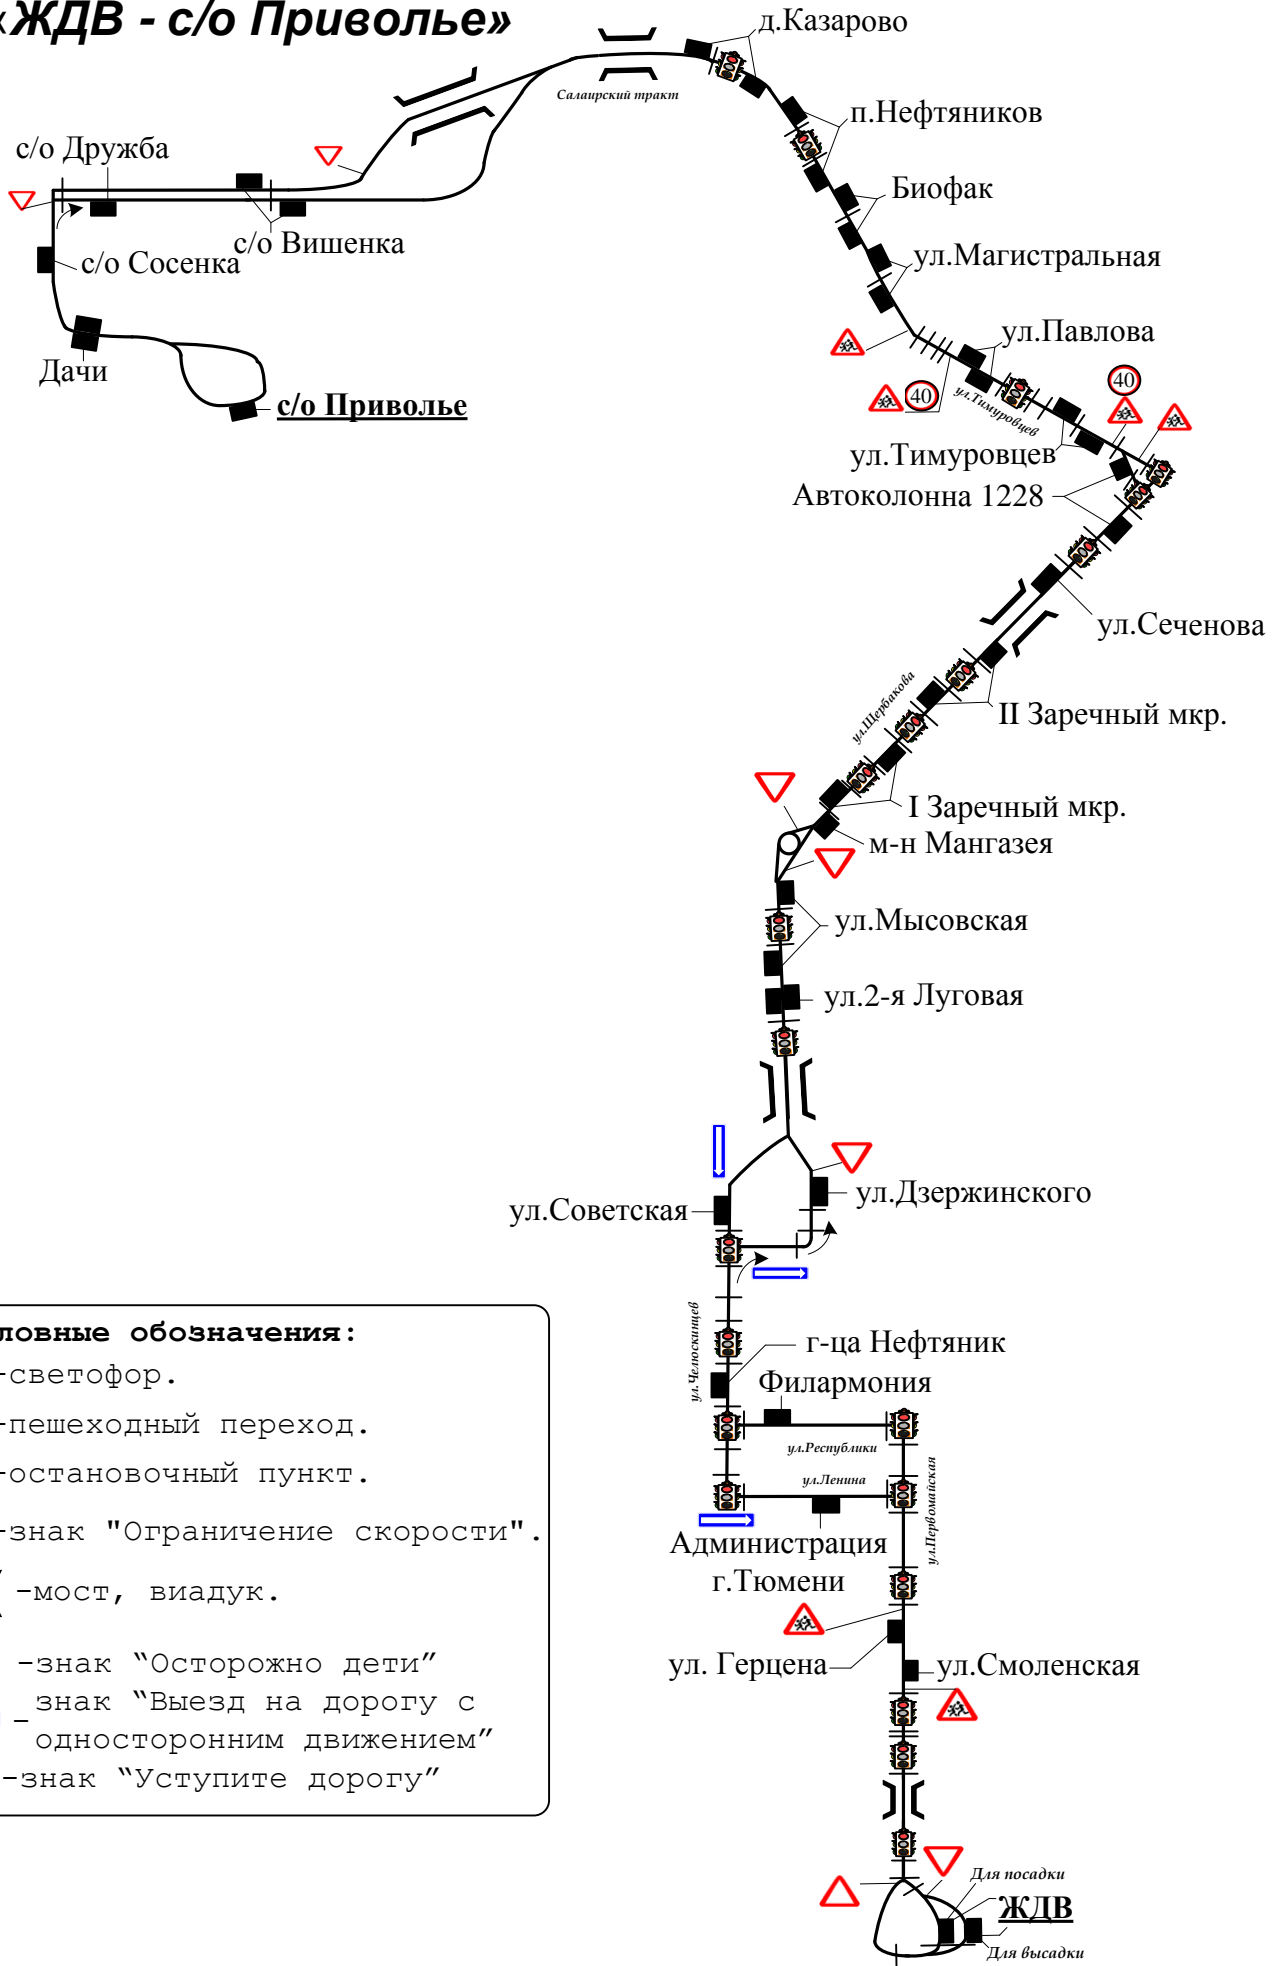 «ЖДВ - с/о Приволье»
д.Казарово
Салаирский тракт
п.Нефтяников
с/о Дружба
Биофак
с/о Вишенка
с/о Сосенка
ул.Магистральная
ул.Павлова
Дачи
с/о Приволье
40
40
ул.Тимуровцев
ул.Тимуровцев
Автоколонна 1228
ул.Сеченова
ул.Щербакова
II Заречный мкр.
I Заречный мкр.
м-н Мангазея
ул.Мысовская
ул.2-я Луговая
ул.Дзержинского
ул.Советская
ул.Челюскинцев
г-ца Нефтяник
Филармония
ул.Республики
ул.Ленина
ул.Первомайская
Администрация
г.Тюмени
ул. Герцена
ул.Смоленская
Для посадки
ЖДВ
Для высадки
ловные обозначения:
-светофор.
-пешеходный переход.
-остановочный пункт.
-знак "Ограничение скорости".
-мост, виадук.
-знак “Осторожно дети”
знак “Выезд на дорогу с
- односторонним движением”
-знак “Уступите дорогу”